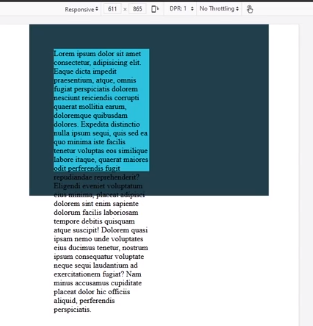 Responsive 611 x 865 DPR: 1 No Throttling
Lorem ipsum dolor sit amet
consectetur, adipisicing elit.
Eaque dicta impedit
praesentium, atque, omnis
fugiat perspiciatis dolorem
nesciunt reiciendis corrupti
quaerat mollitia earum,
doloremque quibusdam
dolores. Expedita distinctio
nulla ipsum sequi, quis sed ea
quo minima iste facilis
tenetur voluptas eos similique
labore itaque, quaerat maiores
odit perferendis fugit
repudiandae reprehenderit?
Eligendi eveniet voluptatum
eius minima, placeat adipisci
dolorem sint enim sapiente
dolorum facilis laboriosam
tempore debitis quisquam
atque suscipit! Dolorem quasi
ipsam nemo unde voluptates
eius ducimus tenetur, nostrum
ipsum consequatur voluptate
neque sequi laudantium ad
exercitationem fugiat? Nam
minus accusamus cupiditate
placeat dolor hic officiis
aliquid, perferendis
perspiciatis.